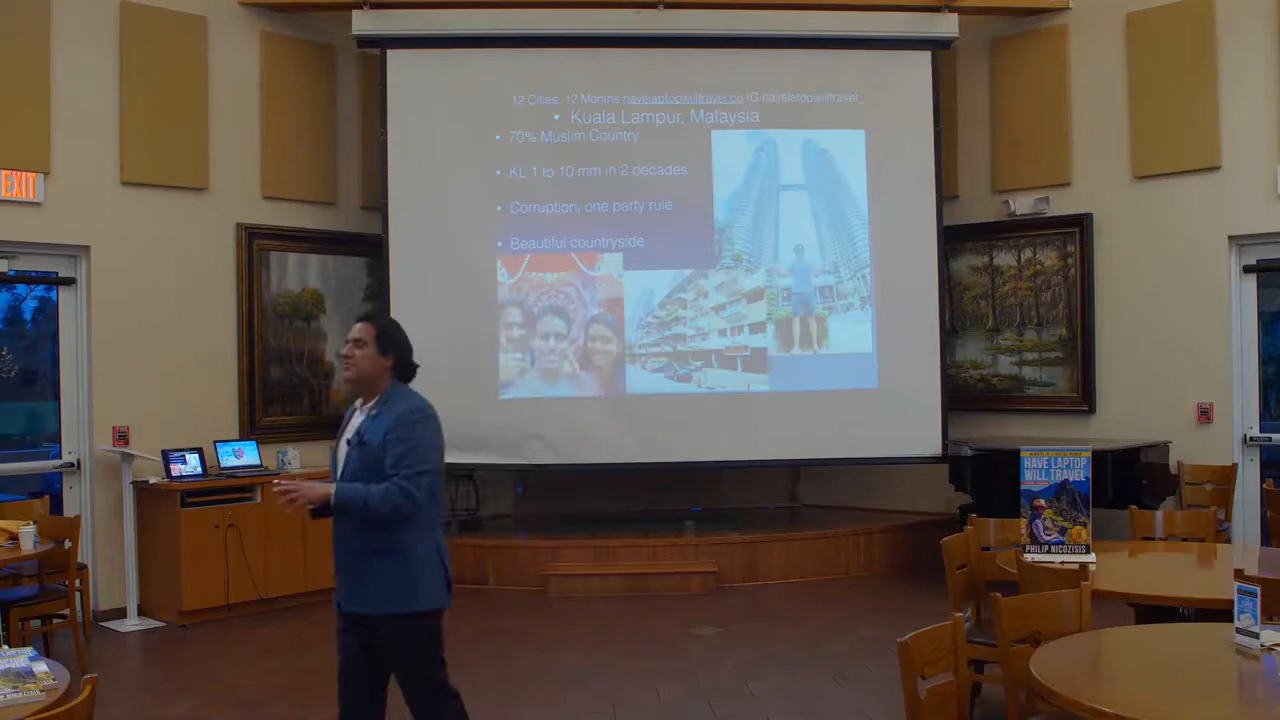 12 Cities, 12 Months havelaptopwilltravel.co IG havelaptopwilltravel_
• Kuala Lampur, Malaysia
• 70% Muslim Country
• KL 1 to 10 mm in 2 decades
• Corruption, one party rule
• Beautiful countryside
EXIT
HAVE LAPTOP
WILL TRAVEL
PHILIP NICOZISIS